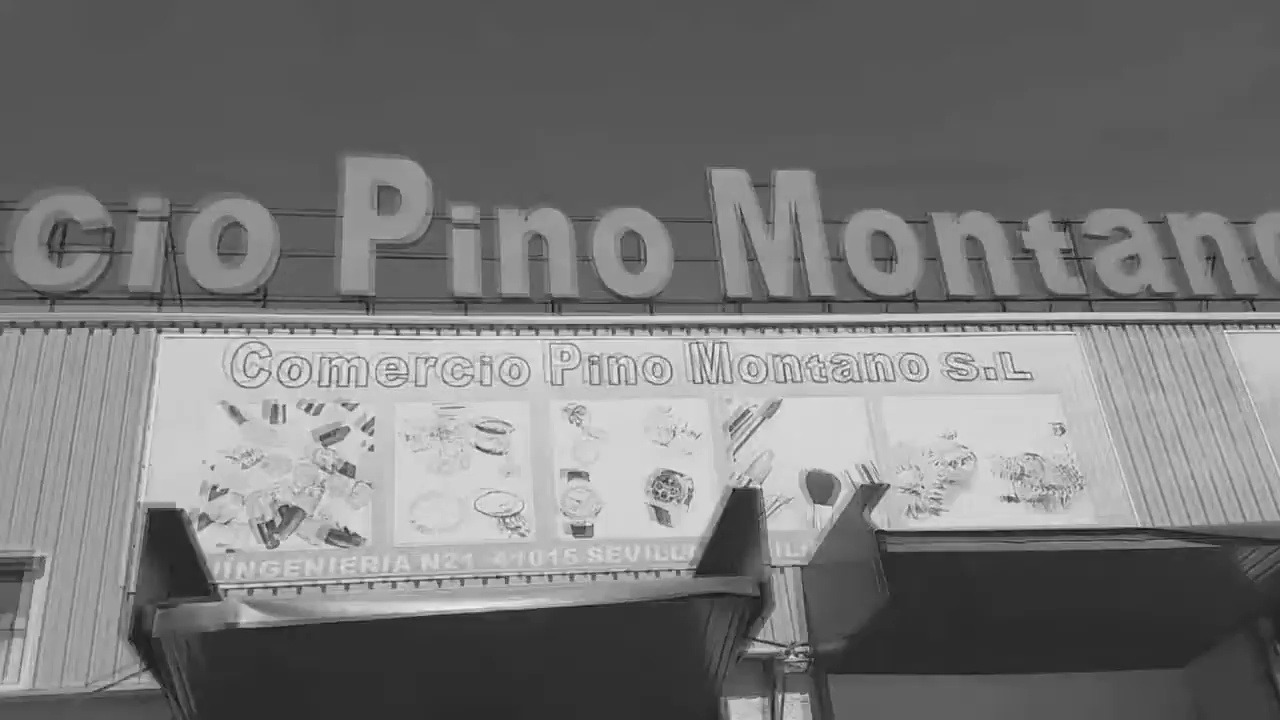 cio Pino Montano
Comercio Pino Montano S.L
INGENIERIA N21 41015 SEVILL